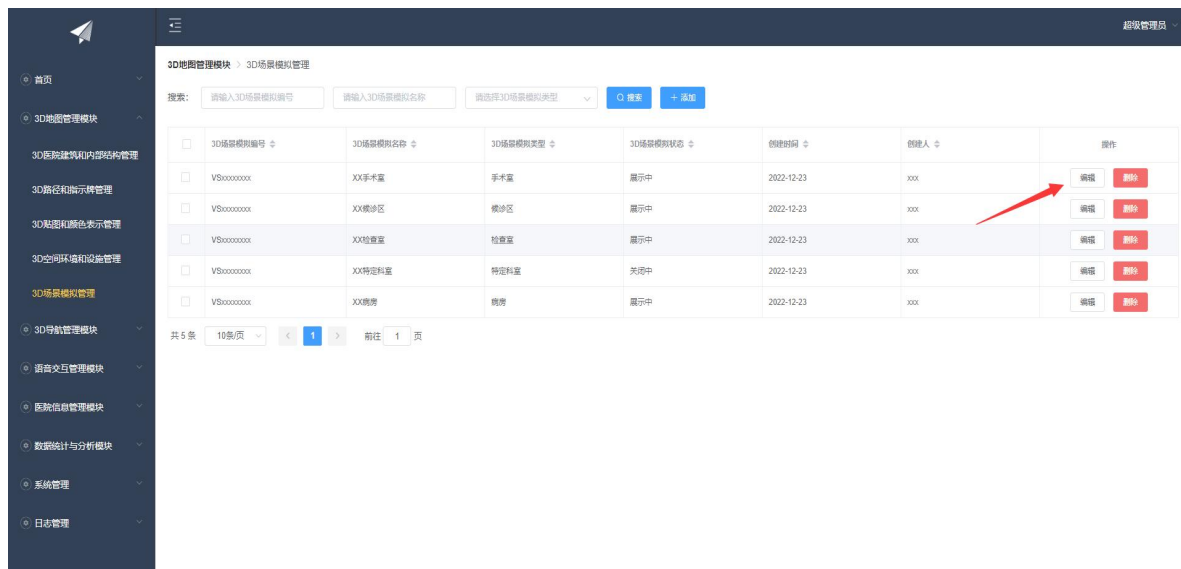 超级管理员
首页
3D地图管理模块
3D医院建筑和内部结构管理
3D路径和指示牌管理
3D贴图和颜色表示管理
3D空间环境和设施管理
3D场景模拟管理
3D导航管理模块
语音交互管理模块
医院信息管理模块
数据统计与分析模块
系统管理
日志管理
3D地图管理模块 > 3D场景模拟管理
搜索: 请输入3D场景模拟编号 请输入3D场景模拟名称 请选择3D场景模拟类型 搜索 + 添加
3D场景模拟编号 3D场景模拟名称 3D场景模拟类型 3D场景模拟状态 创建时间 创建人 操作
VSxxxxxxxx XX手术室 手术室 展示中 2022-12-23 xxx 编辑 删除
VSxxxxxxxx XX候诊区 候诊区 展示中 2022-12-23 xxx 编辑 删除
VSxxxxxxxx XX检查室 检查室 展示中 2022-12-23 xxx 编辑 删除
VSxxxxxxxx XX特定科室 特定科室 关闭中 2022-12-23 xxx 编辑 删除
VSxxxxxxxx XX病房 病房 展示中 2022-12-23 xxx 编辑 删除
共 5 条 10条/页 < 1 > 前往 1 页